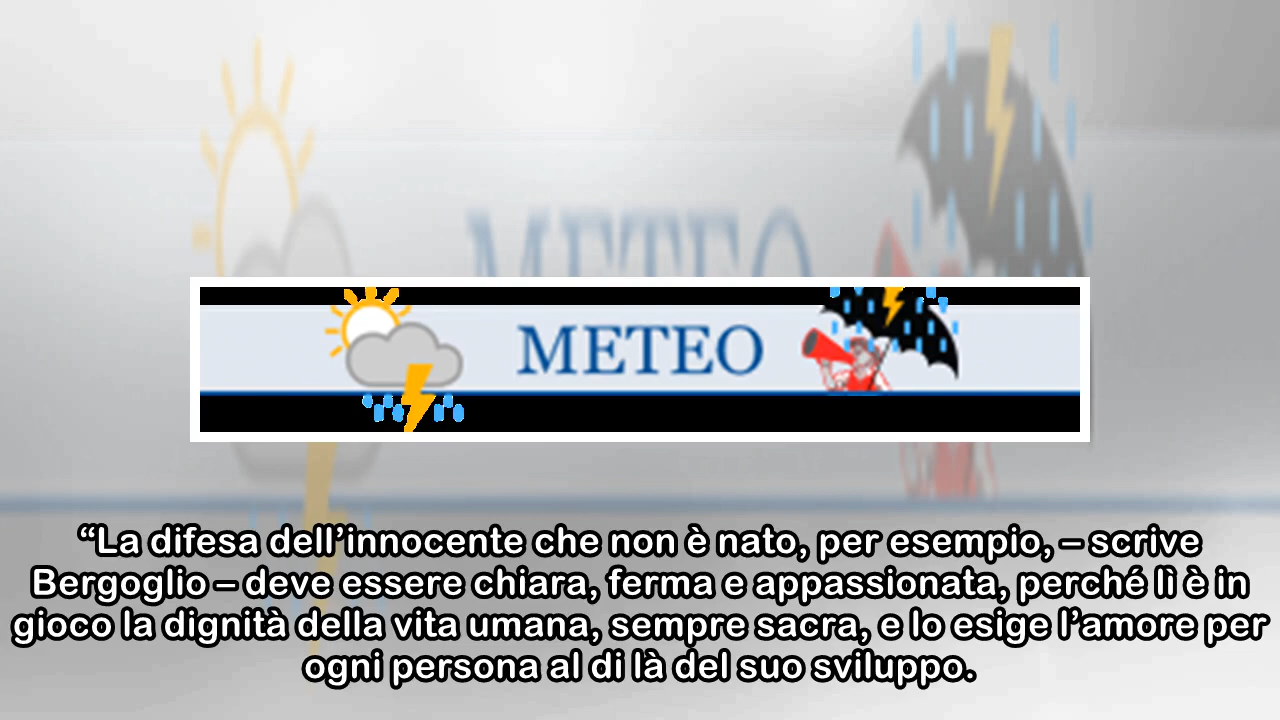 METEO
METEO
“La difesa dell’innocente che non è nato, per esempio, – scrive
Bergoglio – deve essere chiara, ferma e appassionata, perché lì è in
gioco la dignità della vita umana, sempre sacra, e lo esige l’amore per
ogni persona al di là del suo sviluppo.